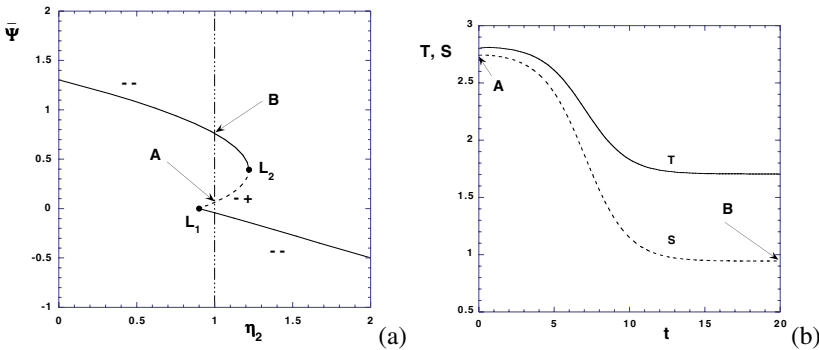 Ψ̄
2
1.5
1
0.5
0
-0.5
-1
0 0.5 1 1.5 2
η2
- -
B
A
L2
- +
L1
- -
(a)
T, S
3
2.5
2
1.5
1
0.5
0 5 10 15 20
t
A
T
B
S
(b)